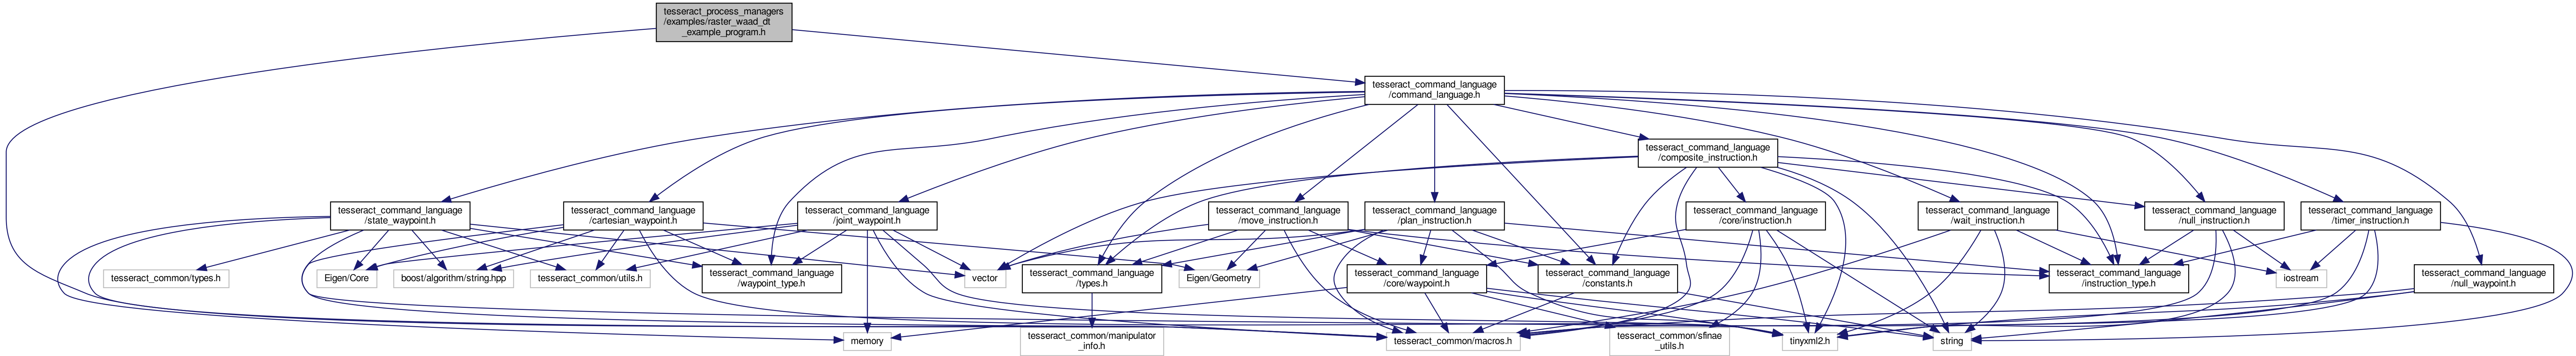 tesseract_process_managers
/examples/raster_waad_dt
_example_program.h
tesseract_command_language
/command_language.h
tesseract_command_language
/composite_instruction.h
tesseract_command_language
/state_waypoint.h
tesseract_command_language
/cartesian_waypoint.h
tesseract_command_language
/joint_waypoint.h
tesseract_command_language
/move_instruction.h
tesseract_command_language
/plan_instruction.h
tesseract_command_language
/core/instruction.h
tesseract_command_language
/wait_instruction.h
tesseract_command_language
/null_instruction.h
tesseract_command_language
/timer_instruction.h
tesseract_common/types.h
Eigen/Core
boost/algorithm/string.hpp
tesseract_common/utils.h
tesseract_command_language
/waypoint_type.h
vector
tesseract_command_language
/types.h
Eigen/Geometry
tesseract_command_language
/core/waypoint.h
tesseract_command_language
/constants.h
tesseract_command_language
/instruction_type.h
iostream
tesseract_command_language
/null_waypoint.h
memory
tesseract_common/manipulator
_info.h
tesseract_common/macros.h
tesseract_common/sfinae
_utils.h
tinyxml2.h
string